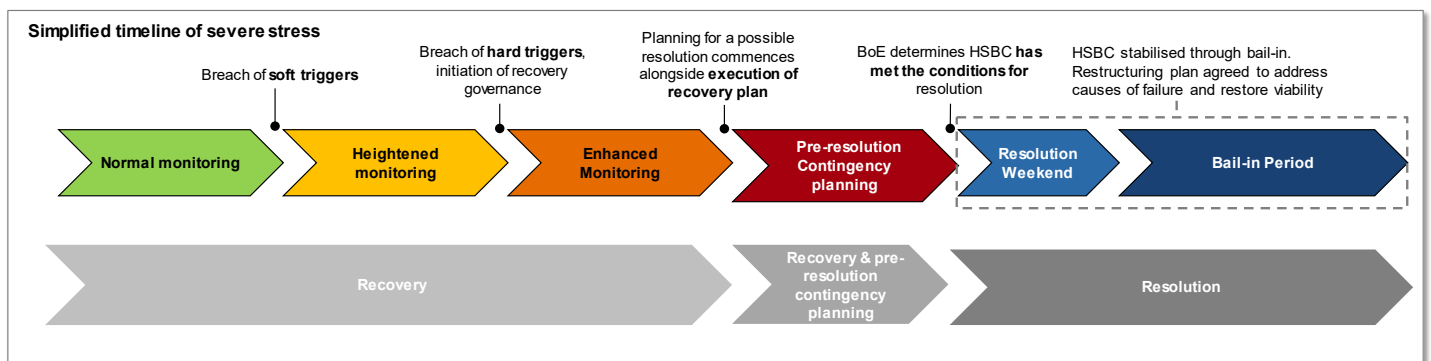 Simplified timeline of severe stress
Breach of soft triggers
Breach of hard triggers,
initiation of recovery
governance
Planning for a possible
resolution commences
alongside execution of
recovery plan
BoE determines HSBC has
met the conditions for
resolution
HSBC stabilised through bail-in.
Restructuring plan agreed to address
causes of failure and restore viability
Normal monitoring
Heightened
monitoring
Enhanced
Monitoring
Pre-resolution
Contingency
planning
Resolution
Weekend
Bail-in Period
Recovery
Recovery & pre-
resolution
contingency
planning
Resolution